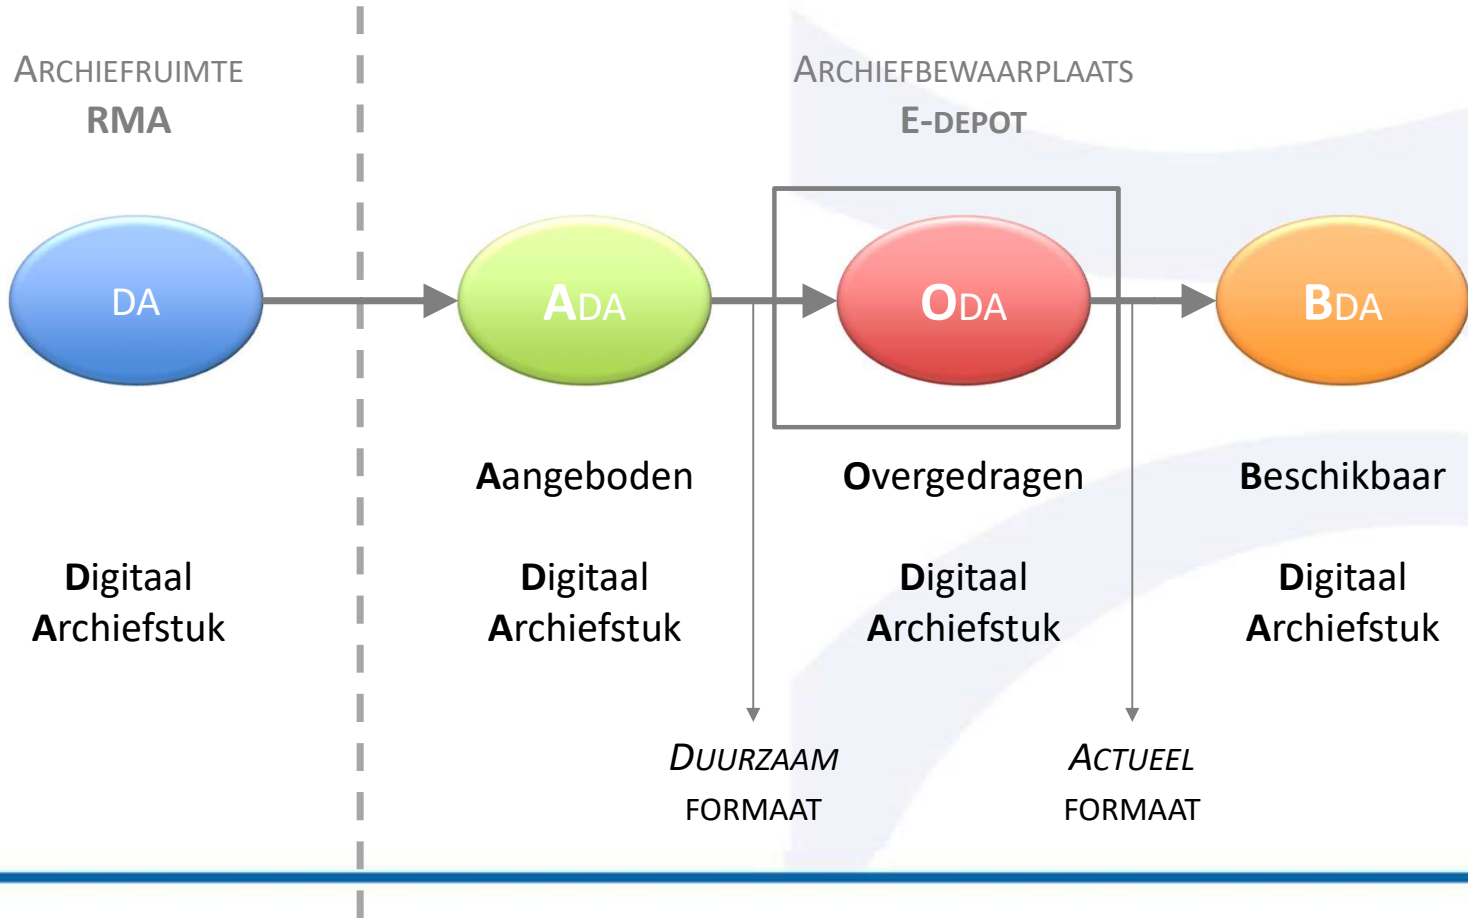 ARCHIEFRUIMTE
RMA
ARCHIEFBEWAARPLAATS
E-DEPOT
DA
ADA
ODA
BDA
Aangeboden
Overgedragen
Beschikbaar
Digitaal
Archiefstuk
Digitaal
Archiefstuk
Digitaal
Archiefstuk
Digitaal
Archiefstuk
DUURZAAM
FORMAAT
ACTUEEL
FORMAAT